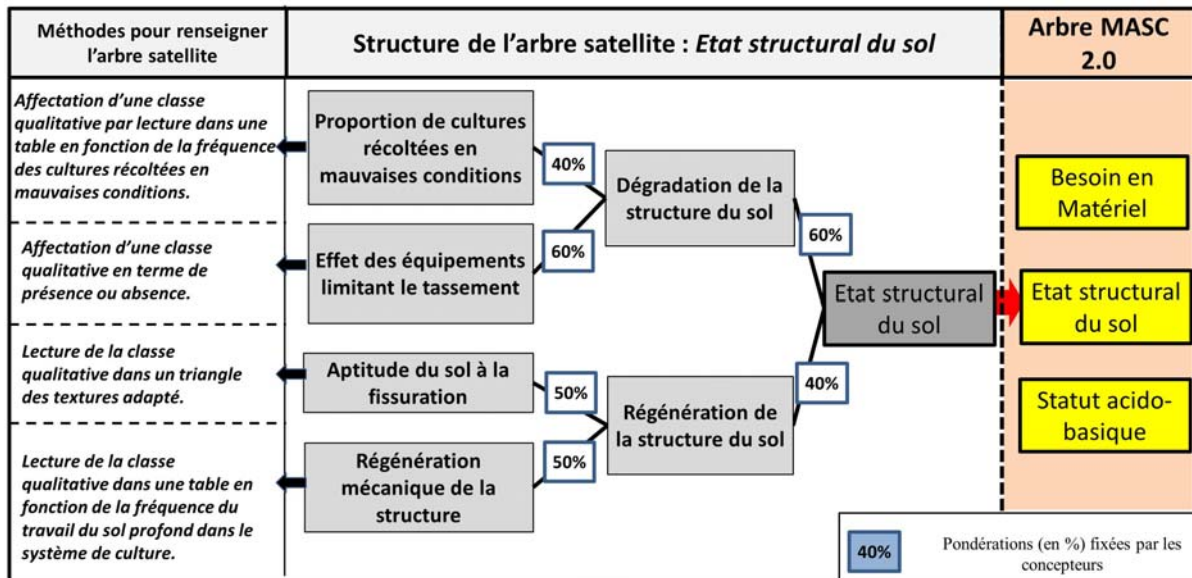 Méthodes pour renseigner
l’arbre satellite
Structure de l’arbre satellite : Etat structural du sol
Arbre MASC
2.0
Affectation d’une classe
qualitative par lecture dans une
table en fonction de la fréquence
des cultures récoltées en
mauvaises conditions.
Affectation d’une classe
qualitative en terme de
présence ou absence.
Lecture de la classe
qualitative dans un triangle
des textures adapté.
Lecture de la classe
qualitative dans une table en
fonction de la fréquence du
travail du sol profond dans le
système de culture.
Proportion de cultures
récoltées en
mauvaises conditions
40%
Effet des équipements
limitant le tassement
60%
Aptitude du sol à la
fissuration
50%
Régénération
mécanique de la
structure
50%
Dégradation de la
structure du sol
60%
Régénération de
la structure du sol
40%
Etat structural
du sol
Besoin en
Matériel
Etat structural
du sol
Statut acido-
basique
40%
Pondérations (en %) fixées par les
concepteurs